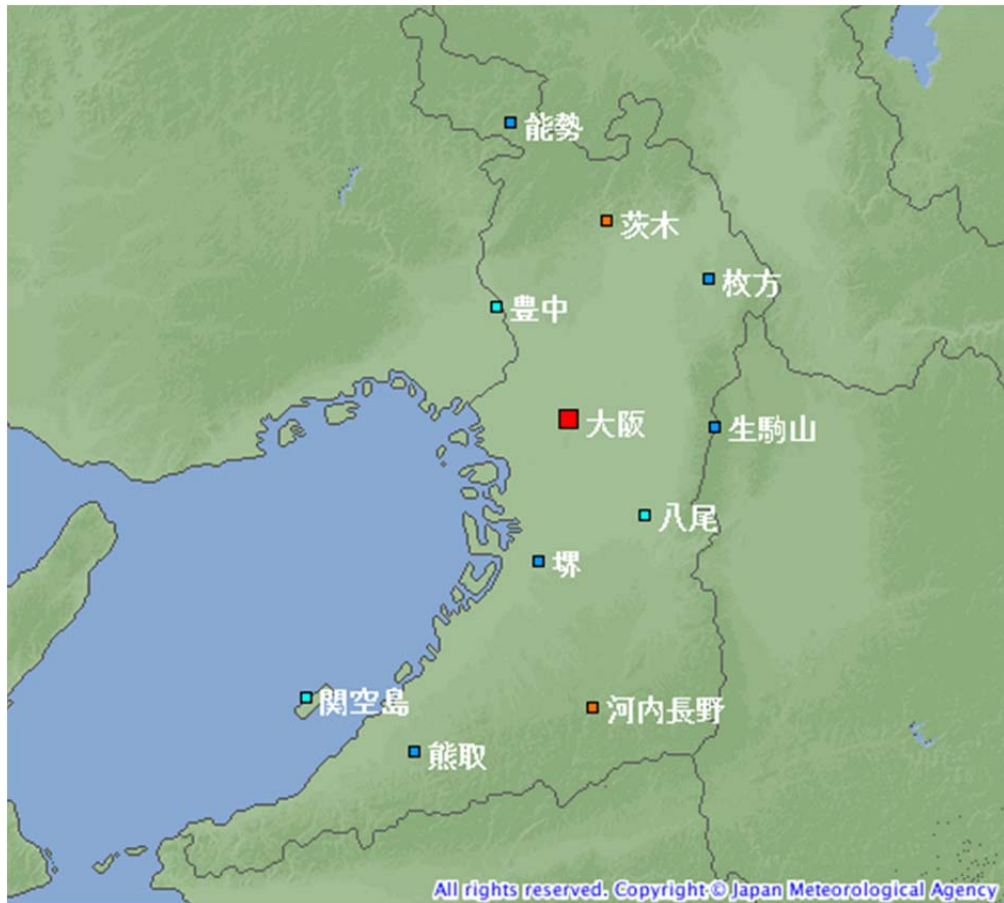 能勢
茨木
枚方
豊中
大阪
生駒山
八尾
堺
関空島
河内長野
熊取
All rights reserved. Copyright © Japan Meteorological Agency